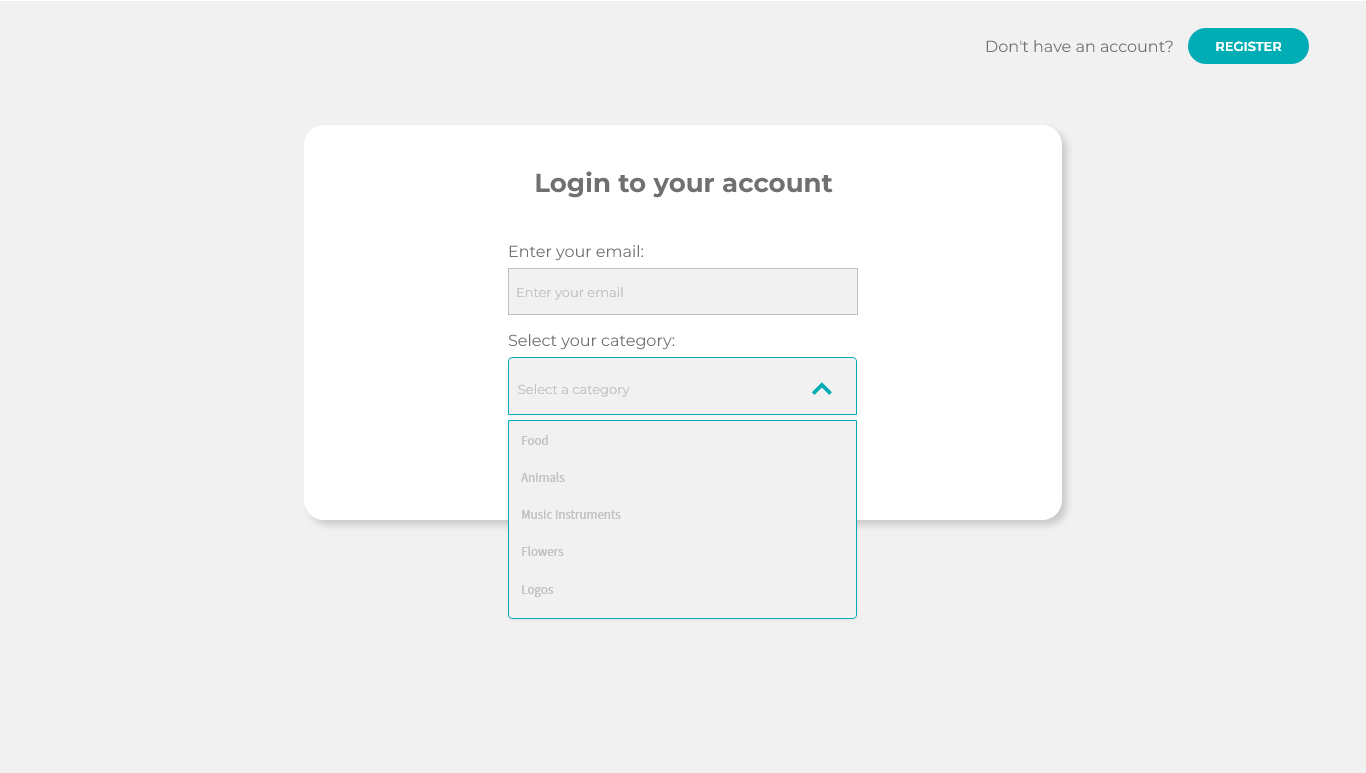 Don't have an account? REGISTER
Login to your account
Enter your email:
Enter your email
Select your category:
Select a category
Food
Animals
Music Instruments
Flowers
Logos